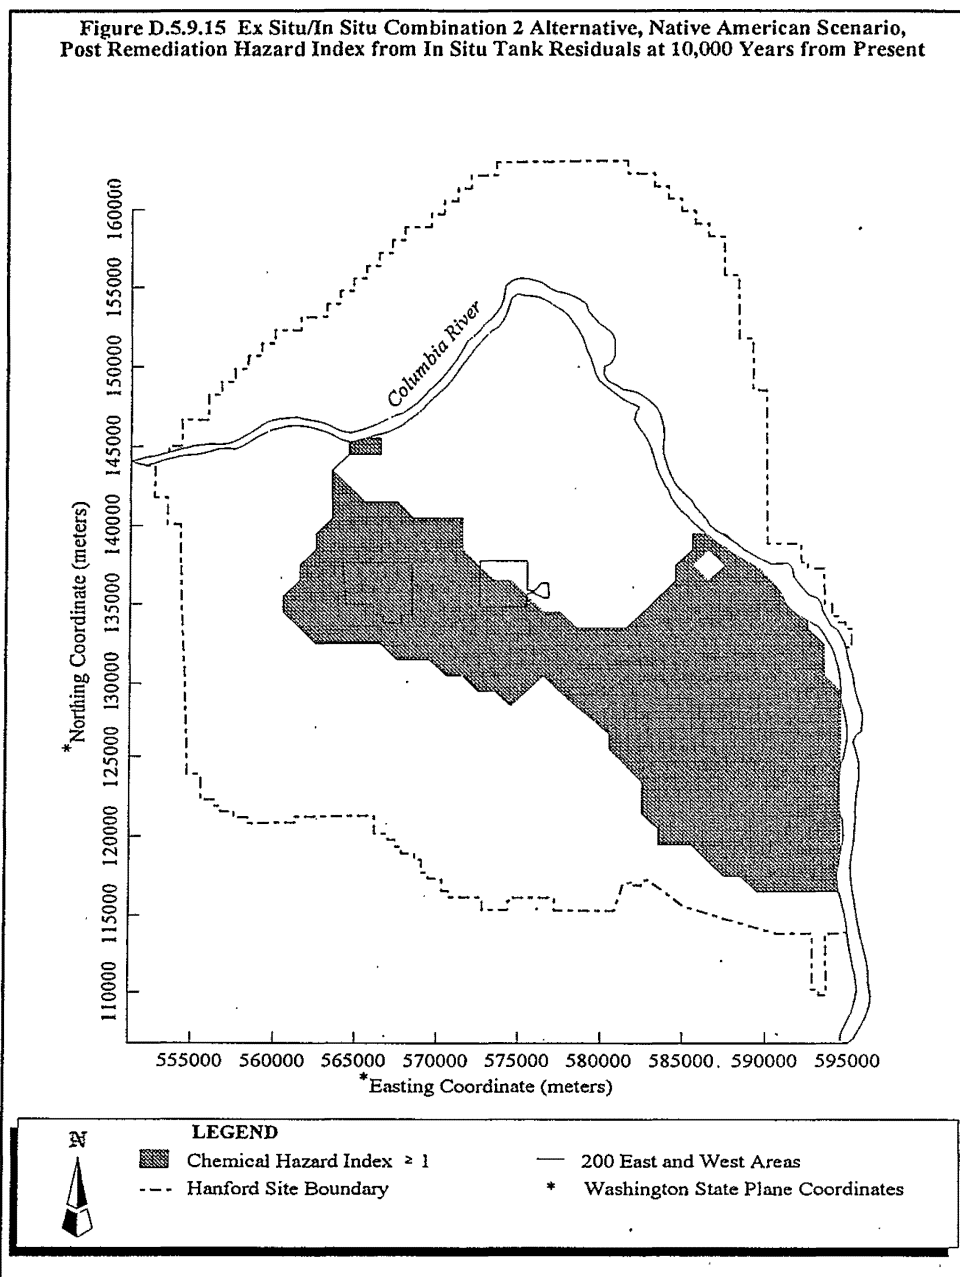 Figure D.5.9.15 Ex Situ/In Situ Combination 2 Alternative, Native American Scenario,
Post Remediation Hazard Index from In Situ Tank Residuals at 10,000 Years from Present
160000
155000
150000
145000
140000
135000
130000
125000
120000
115000
110000
*Northing Coordinate (meters)
Columbia River
555000 560000 565000 570000 575000 580000 585000 590000 595000
*Easting Coordinate (meters)
LEGEND
N
Chemical Hazard Index ≥ 1
200 East and West Areas
Hanford Site Boundary
* Washington State Plane Coordinates